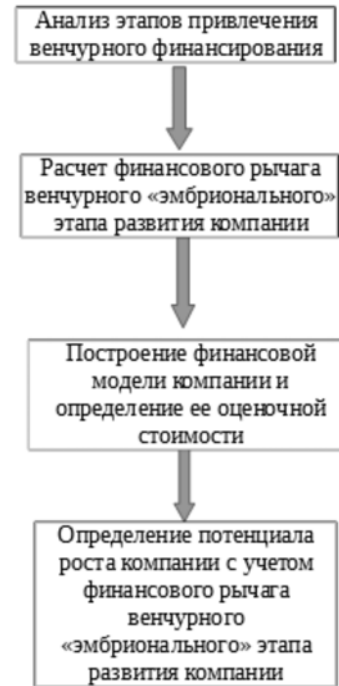 Анализ этапов привлечения
венчурного финансирования
Расчет финансового рычага
венчурного «эмбрионального»
этапа развития компании
Построение финансовой
модели компании и
определение ее оценочной
стоимости
Определение потенциала
роста компании с учетом
финансового рычага
венчурного
«эмбрионального» этапа
развития компании